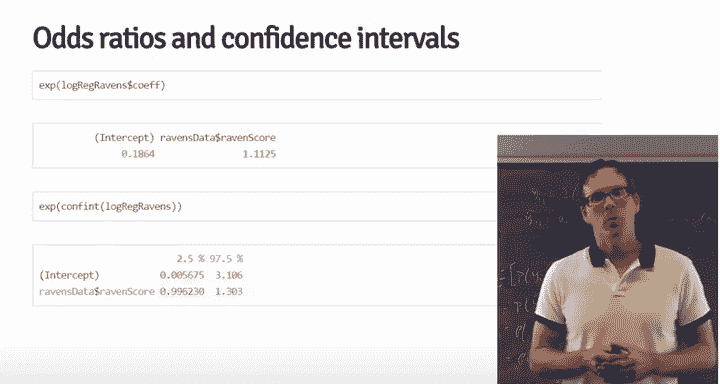 Odds ratios and confidence intervals
exp(logRegRavens$coeff)
(Intercept) ravensData$ravenScore
0.1864 1.1125
exp(confint(logRegRavens))
2.5 % 97.5 %
(Intercept) 0.005675 3.106
ravensData$ravenScore 0.996230 1.303